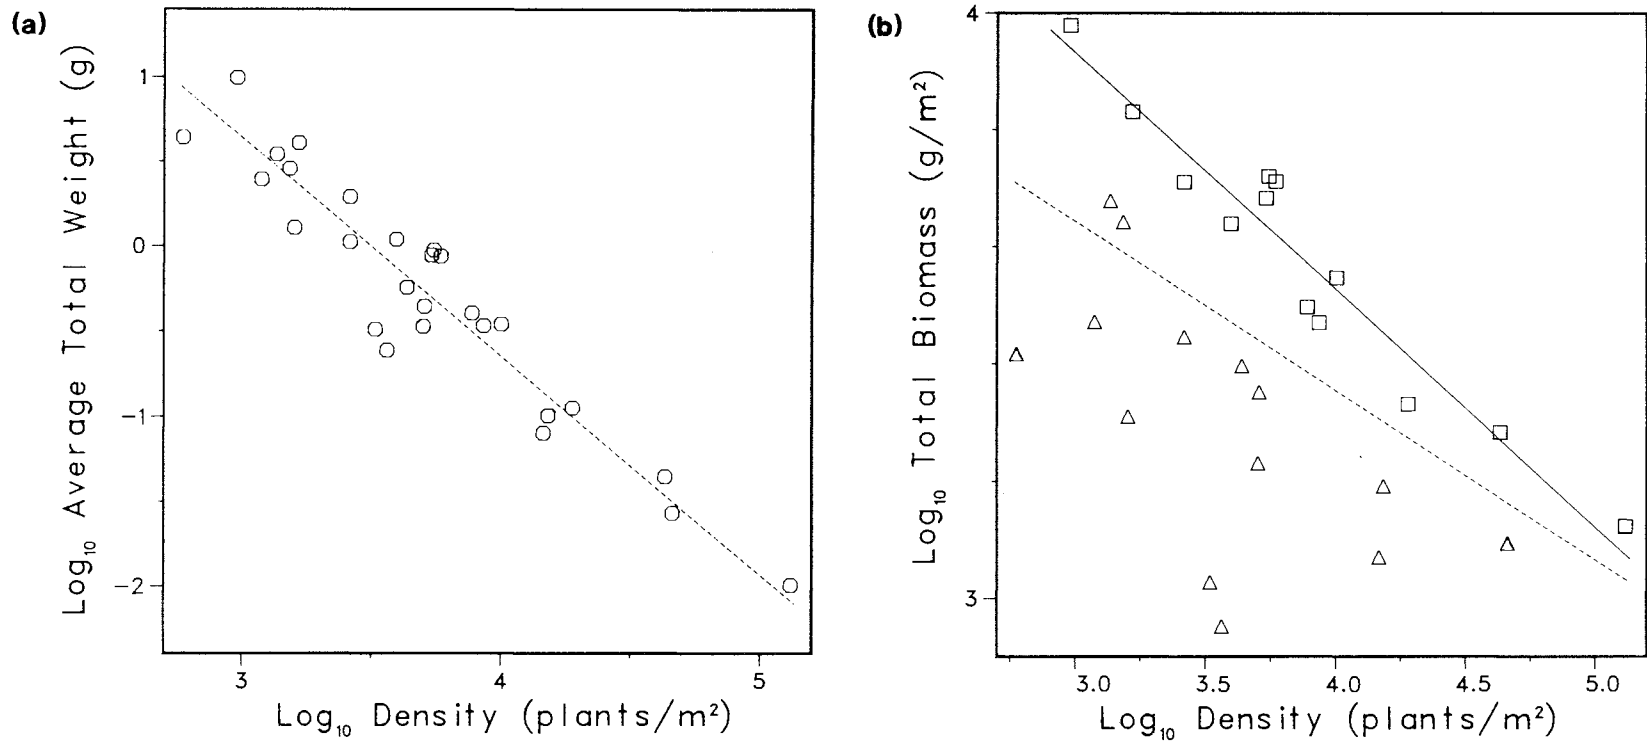 (a)
Log₁₀ Average Total Weight (g)
1
0
−1
−2
3 4 5
Log₁₀ Density (plants/m²)
(b)
Log₁₀ Total Biomass (g/m²)
4
3
3.0 3.5 4.0 4.5 5.0
Log₁₀ Density (plants/m²)